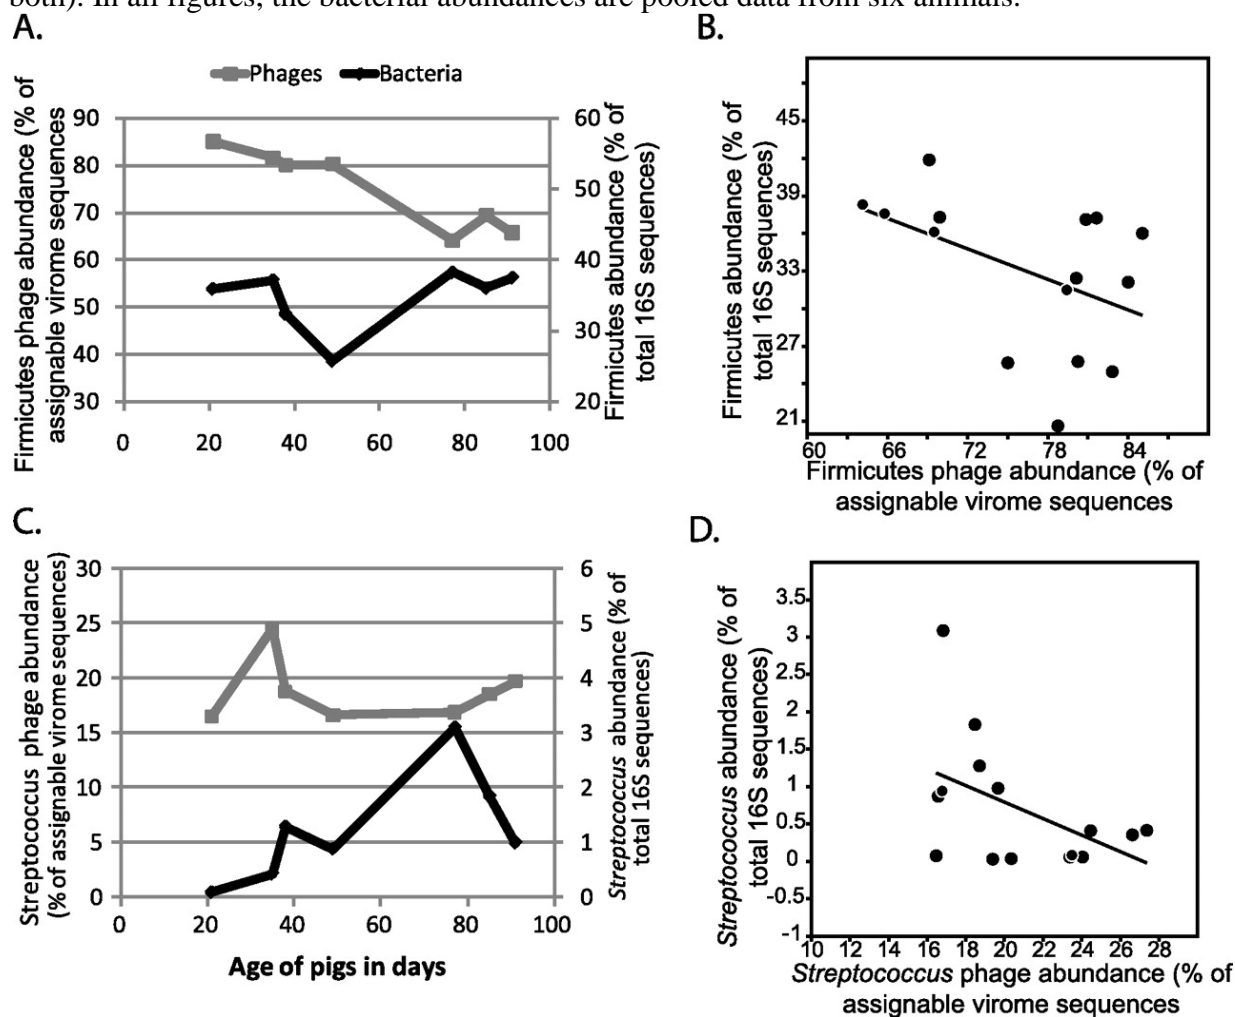 both). In all figures, the bacterial abundances are pooled data from six animals.
A.
Phages
Bacteria
Firmicutes phage abundance (% of
assignable virome sequences
90
80
70
60
50
40
30
60
50
40
30
20
Firmicutes abundance (% of
total 16S sequences)
0 20 40 60 80 100
B.
Firmicutes abundance (% of
total 16S sequences)
45
39
33
27
21
60 66 72 78 84
Firmicutes phage abundance (% of
assignable virome sequences
C.
Streptococcus phage abundance
(% of assignable virome sequences)
30
25
20
15
10
5
0
6
5
4
3
2
1
0
Streptococcus abundance (% of
total 16S sequences)
0 20 40 60 80 100
Age of pigs in days
D.
Streptococcus abundance (% of
total 16S sequences)
3.5
3
2.5
2
1.5
1
0.5
0
-0.5
-1
10 12 14 16 18 20 22 24 26 28
Streptococcus phage abundance (% of
assignable virome sequences